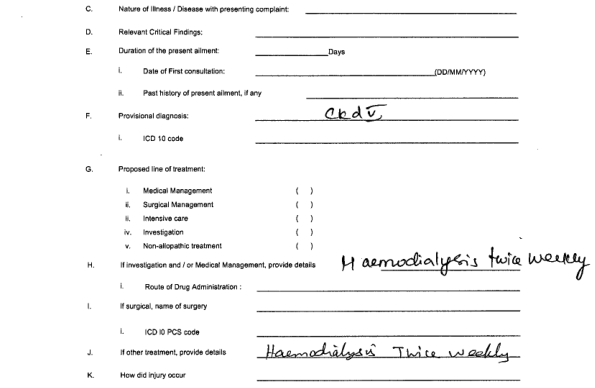 C. Nature of Illness / Disease with presenting complaint:
D. Relevant Critical Findings:
E. Duration of the present ailment: Days
i. Date of First consultation: (DD/MM/YYYY)
ii. Past history of present ailment, if any
F. Provisional diagnosis: Ckd V
i. ICD 10 code
G. Proposed line of treatment:
i. Medical Management ( )
ii. Surgical Management ( )
iii. Intensive care ( )
iv. Investigation ( )
v. Non-allopathic treatment ( )
H. If investigation and / or Medical Management, provide details Haemodialysis twice weekly
i. Route of Drug Administration :
I. If surgical, name of surgery
i. ICD I0 PCS code
J. If other treatment, provide details Haemodialysis Twice weekly
K. How did injury occur